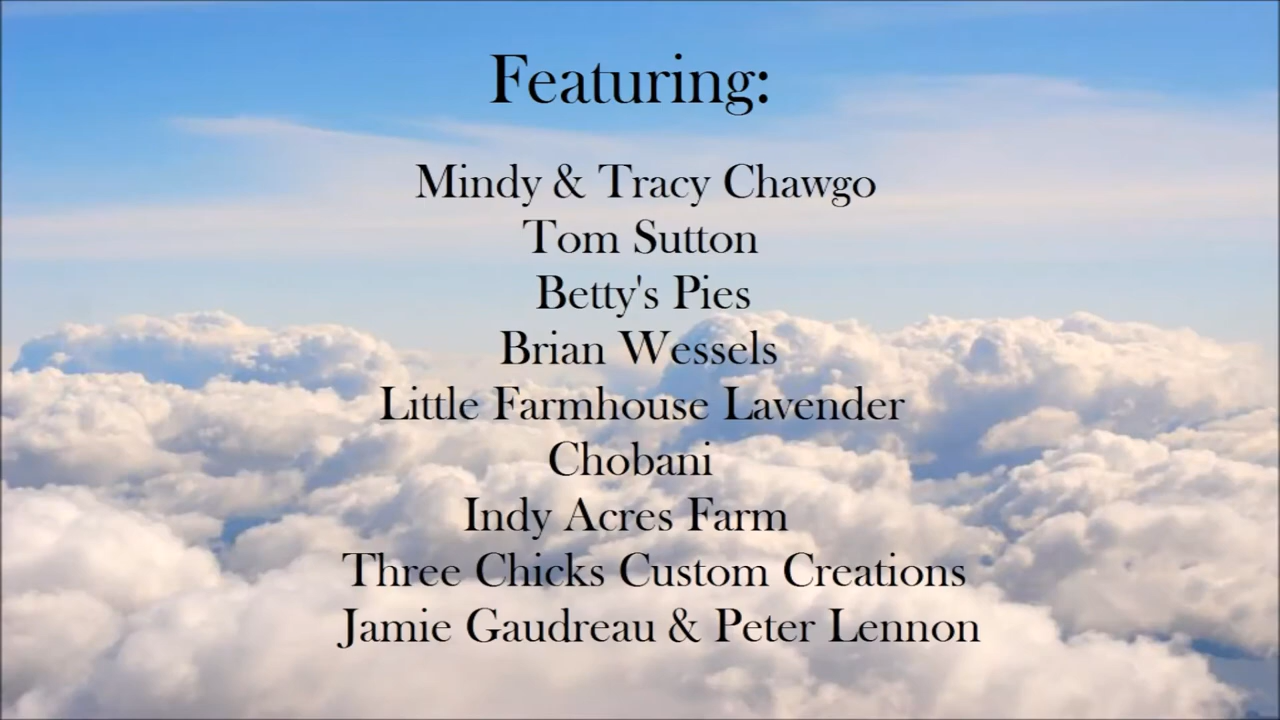 Featuring:
Mindy & Tracy Chawgo
Tom Sutton
Betty's Pies
Brian Wessels
Little Farmhouse Lavender
Chobani
Indy Acres Farm
Three Chicks Custom Creations
Jamie Gaudreau & Peter Lennon